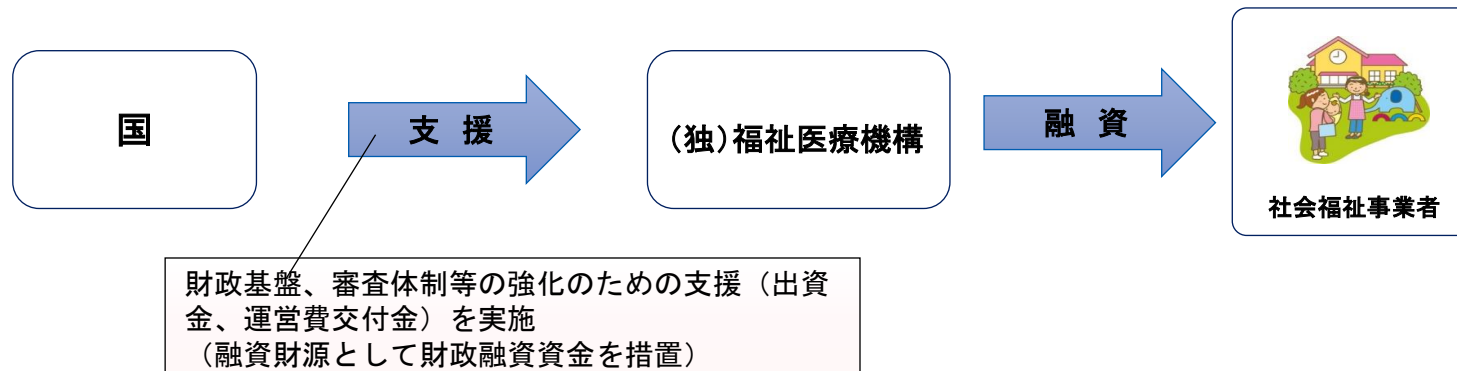 国
支 援
(独)福祉医療機構
融 資
社会福祉事業者
財政基盤、審査体制等の強化のための支援（出資
金、運営費交付金）を実施
（融資財源として財政融資資金を措置）